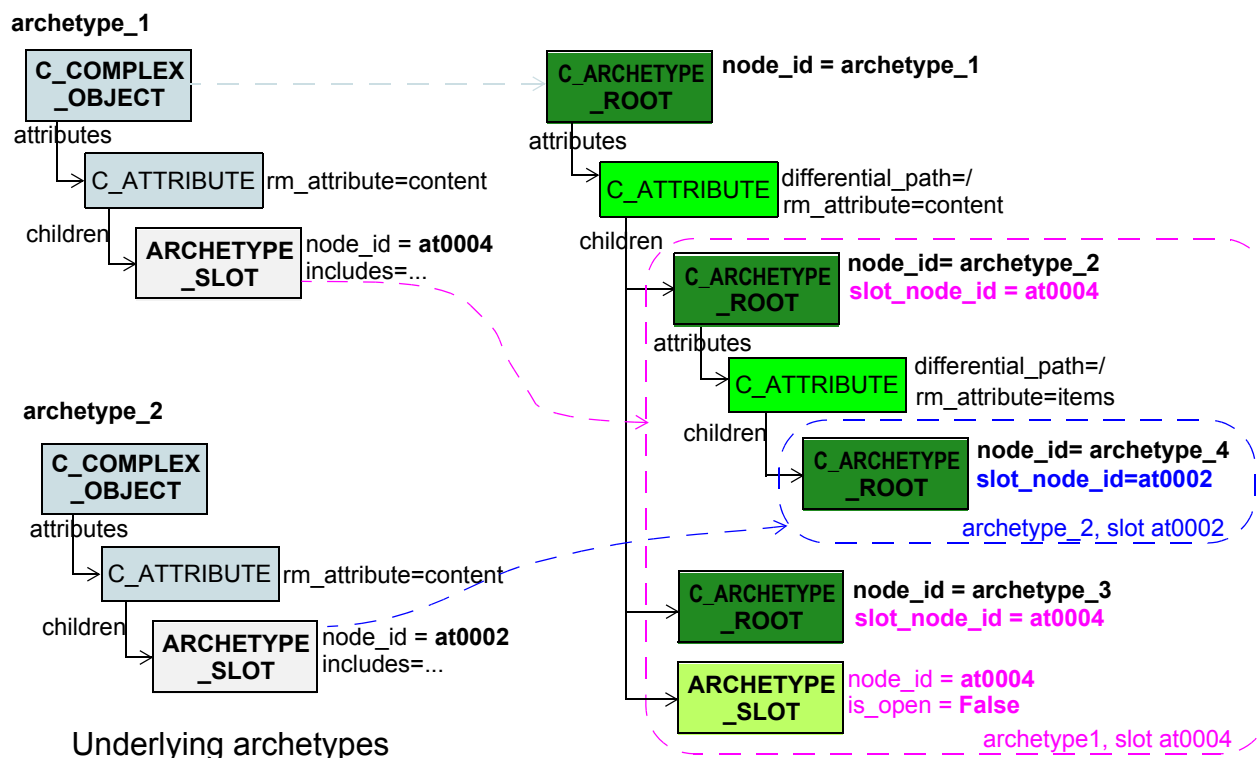 archetype_1
C_COMPLEX
_OBJECT
attributes
C_ATTRIBUTE
rm_attribute=content
children
ARCHETYPE
_SLOT
node_id = at0004
includes=...
archetype_2
C_COMPLEX
_OBJECT
attributes
C_ATTRIBUTE
rm_attribute=content
children
ARCHETYPE
_SLOT
node_id = at0002
includes=...
Underlying archetypes
C_ARCHETYPE
_ROOT
node_id = archetype_1
attributes
C_ATTRIBUTE
differential_path=/
rm_attribute=content
children
C_ARCHETYPE
_ROOT
node_id= archetype_2
slot_node_id = at0004
attributes
C_ATTRIBUTE
differential_path=/
rm_attribute=items
children
C_ARCHETYPE
_ROOT
node_id= archetype_4
slot_node_id=at0002
archetype_2, slot at0002
C_ARCHETYPE
_ROOT
node_id = archetype_3
slot_node_id = at0004
ARCHETYPE
_SLOT
node_id = at0004
is_open = False
archetype1, slot at0004